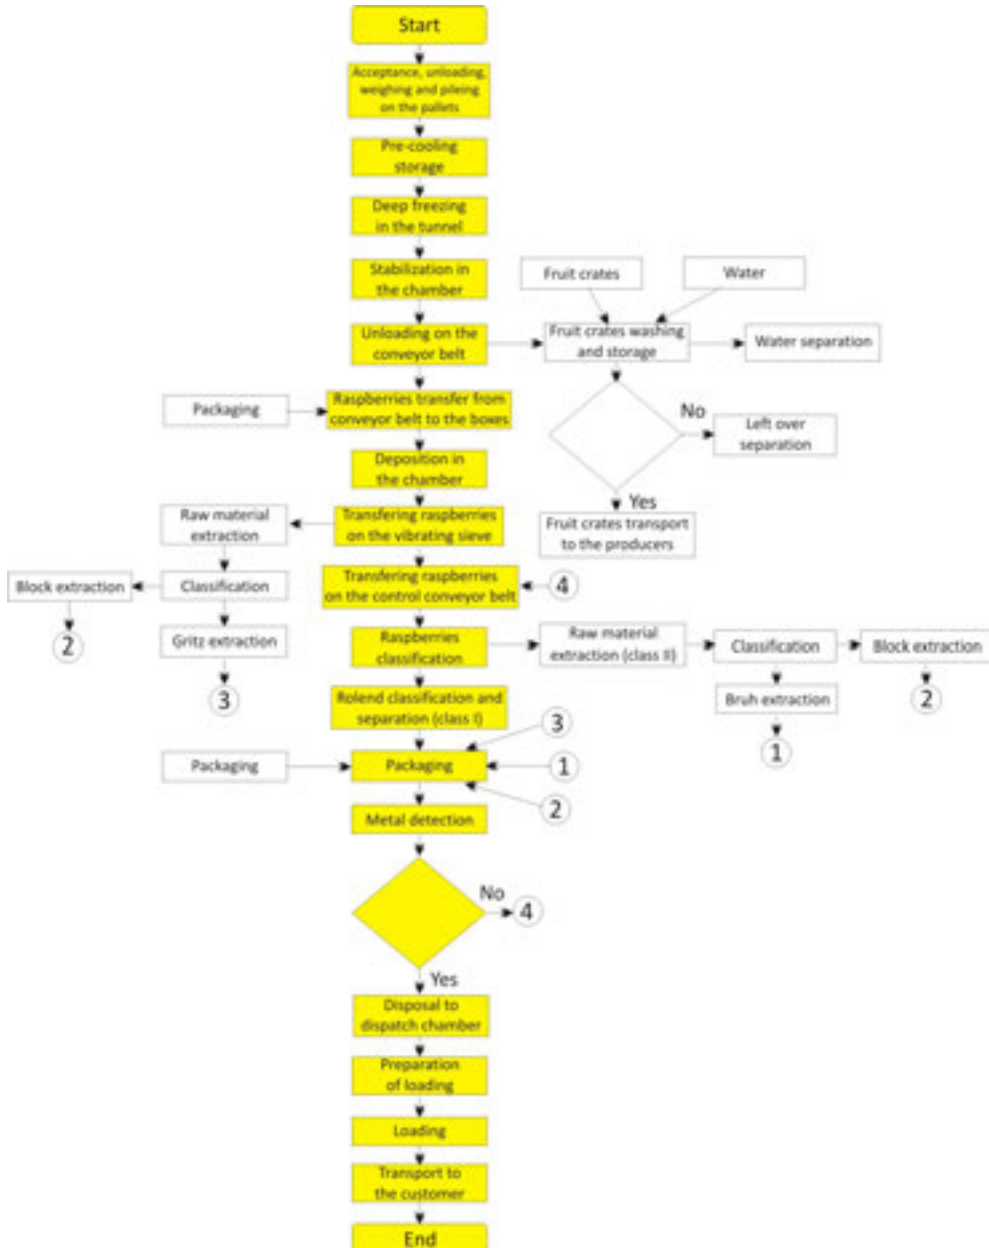 Start
Acceptance, unloading,
weighing and pileing
on the pallets
Pre-cooling
storage
Deep freezing
in the tunnel
Stabilization in
the chamber
Fruit crates
Water
Unloading on the
conveyor belt
Fruit crates washing
and storage
Water separation
Packaging
Raspberries transfer from
conveyor belt to the boxes
No
Left over
separation
Deposition in
the chamber
Yes
Raw material
extraction
Transfering raspberries
on the vibrating sieve
Fruit crates transport
to the producers
Block extraction
Classification
Transfering raspberries
on the control conveyor belt
4
2
Gritz extraction
Raspberries
classification
Raw material
extraction (class II)
Classification
Block extraction
3
Rolend classification and
separation (class I)
Bruh extraction
2
3
1
Packaging
Packaging
1
2
Metal detection
No
4
Yes
Disposal to
dispatch chamber
Preparation
of loading
Loading
Transport to
the customer
End